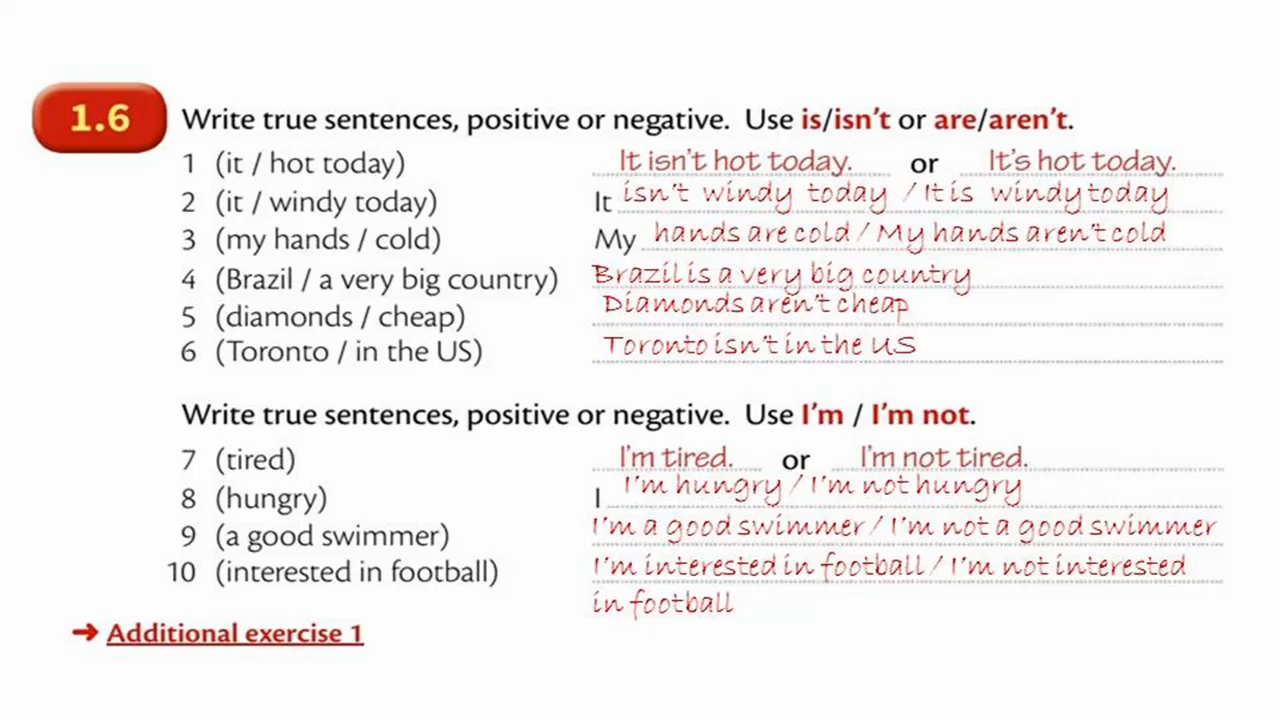 1.6 Write true sentences, positive or negative. Use is/isn't or are/aren't.
1 (it / hot today) It isn't hot today. or It's hot today.
2 (it / windy today) It isn't windy today / It is windy today
3 (my hands / cold) My hands are cold / My hands aren't cold
4 (Brazil / a very big country) Brazil is a very big country
5 (diamonds / cheap) Diamonds aren't cheap
6 (Toronto / in the US) Toronto isn't in the US
Write true sentences, positive or negative. Use I'm / I'm not.
7 (tired) I'm tired. or I'm not tired.
8 (hungry) I I'm hungry / I'm not hungry
9 (a good swimmer) I'm a good swimmer / I'm not a good swimmer
10 (interested in football) I'm interested in football / I'm not interested
in football
➜ Additional exercise 1